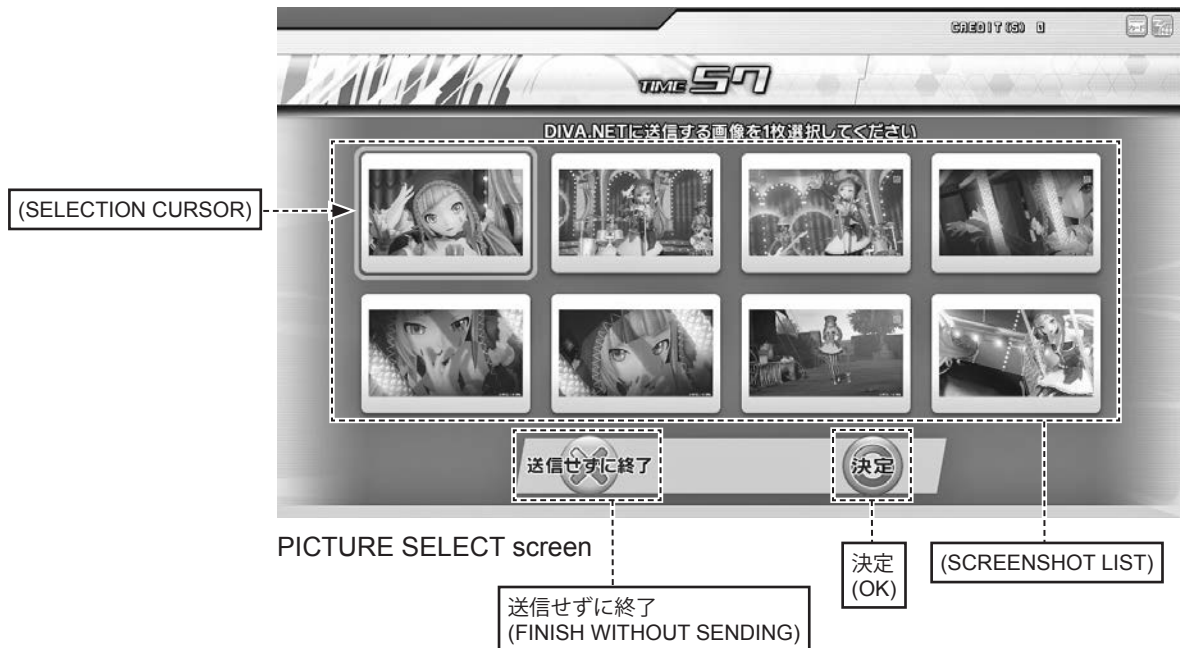 CREDIT(S) 0
TIME 57
DIVA.NETに送信する画像を1枚選択してください
(SELECTION CURSOR)
送信せずに終了
決定
PICTURE SELECT screen
決定
(OK)
(SCREENSHOT LIST)
送信せずに終了
(FINISH WITHOUT SENDING)